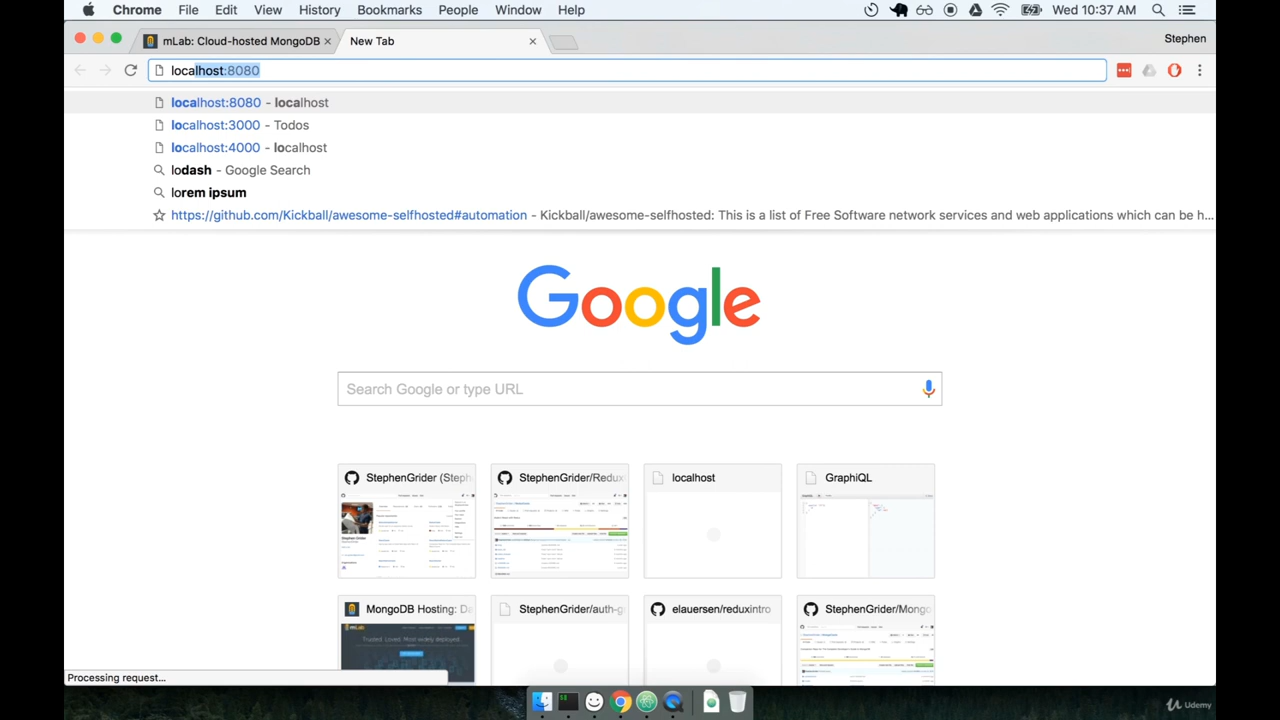 Chrome File Edit View History Bookmarks People Window Help Wed 10:37 AM
mLab: Cloud-hosted MongoDB New Tab Stephen
localhost:8080
localhost:8080 - localhost
localhost:3000 - Todos
localhost:4000 - localhost
lodash - Google Search
lorem ipsum
https://github.com/Kickball/awesome-selfhosted#automation - Kickball/awesome-selfhosted: This is a list of Free Software network services and web applications which can be h...
Google
Search Google or type URL
StephenGrider (Steph StephenGrider/Redux localhost GraphiQL
MongoDB Hosting: Da StephenGrider/auth-g elauersen/reduxintro StephenGrider/Mong
Processing request...
Udemy